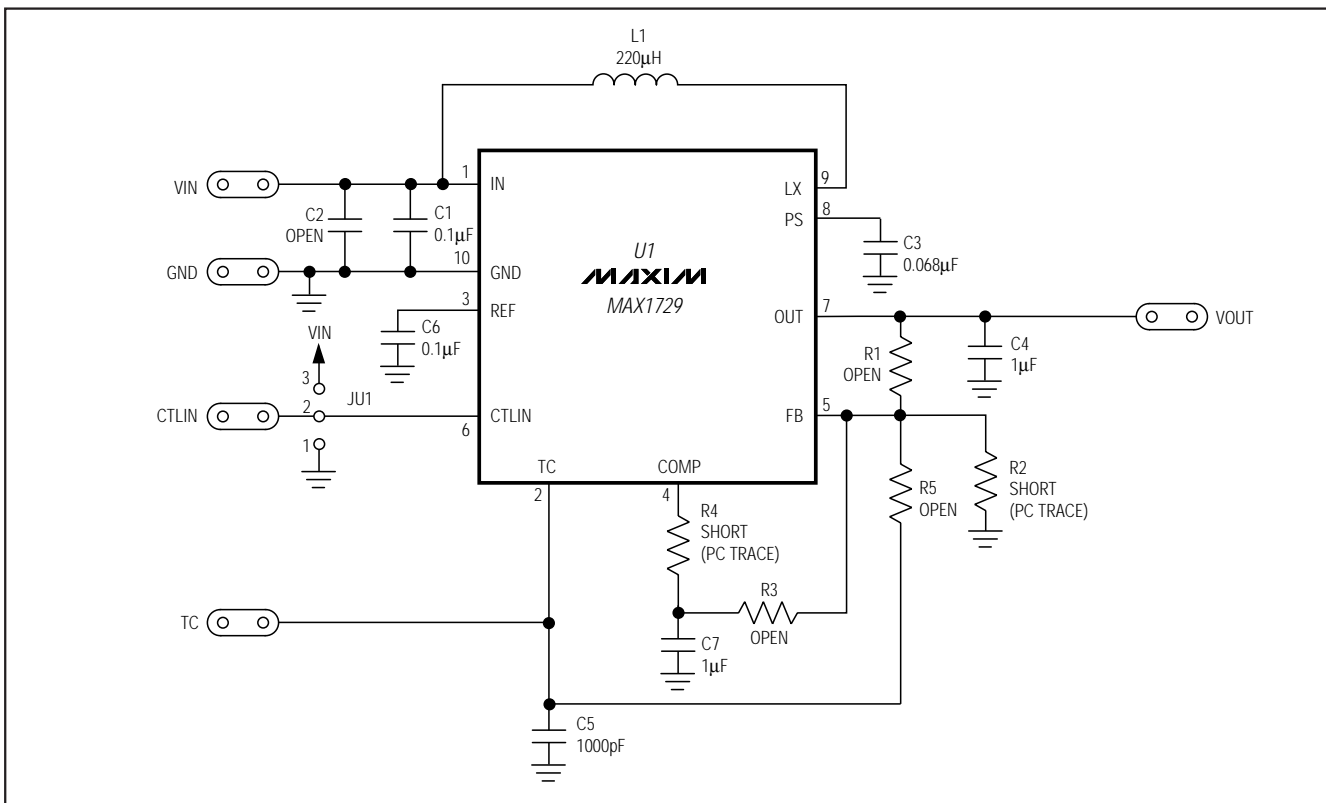 L1
220µH
VIN
C2
OPEN
C1
0.1µF
1
IN
LX
9
PS
8
C3
0.068µF
U1
MAXIM
MAX1729
GND
10
GND
3
REF
C6
0.1µF
OUT
7
VOUT
R1
OPEN
C4
1µF
VIN
3
JU1
CTLIN
2
6
CTLIN
1
FB
5
TC
2
COMP
4
R4
SHORT
(PC TRACE)
R5
OPEN
R2
SHORT
(PC TRACE)
R3
OPEN
TC
C7
1µF
C5
1000pF